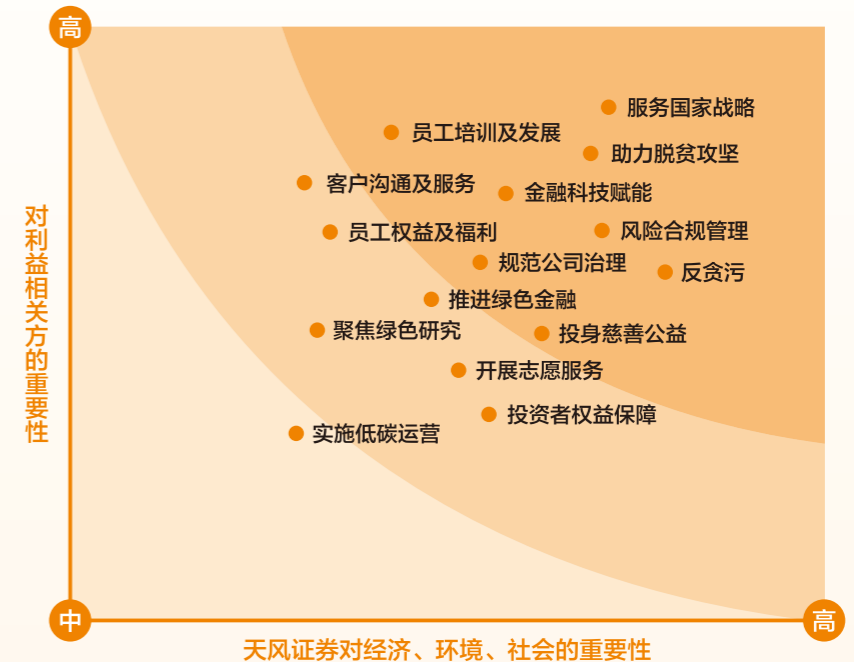 高
服务国家战略
员工培训及发展
助力脱贫攻坚
客户沟通及服务
金融科技赋能
员工权益及福利
风险合规管理
规范公司治理
反贪污
推进绿色金融
聚焦绿色研究
投身慈善公益
开展志愿服务
投资者权益保障
实施低碳运营
对利益相关方的重要性
中
高
天风证券对经济、环境、社会的重要性